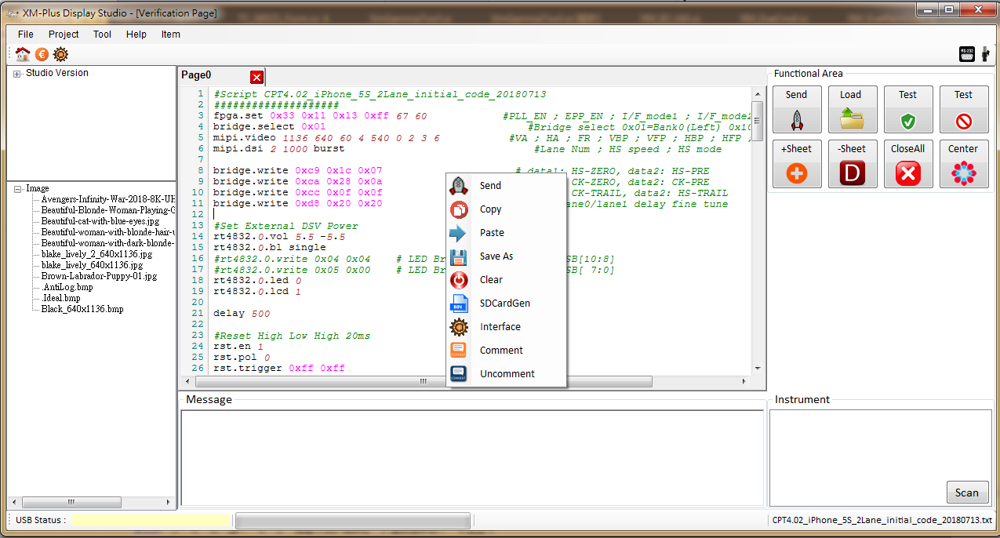 XM-Plus Display Studio - [Verification Page]
File Project Tool Help Item
RS-232
Studio Version
Image
Avengers-Infinity-War-2018-8K-UH
Beautiful-Blonde-Woman-Playing-G
Beautiful-cat-with-blue-eyes.jpg
Beautiful-woman-with-blonde-hair-
Beautiful-woman-with-dark-blonde-
blake_lively_2_640x1136.jpg
blake_lively_640x1136.jpg
Brown-Labrador-Puppy-01.jpg
.AntiLog.bmp
.Ideal.bmp
Black_640x1136.bmp
Page0
1 #Script CPT4.02_iPhone_5S_2Lane_initial_code_20180713
2 ####################
3 fpga.set 0x33 0x11 0x13 0xff 67 60 #PLL_EN ; EPP_EN ; I/F_mode1 ; I/F_mode2
4 bridge.select 0x01 #Bridge select 0x01=Bank0(Left) 0x10
5 mipi.video 1136 640 60 4 540 0 2 3 6 #VA ; HA ; FR ; VBP ; VFP ; HBP ; HFP ;
6 mipi.dsi 2 1000 burst #Lane Num ; HS speed ; HS mode
7
8 bridge.write 0xc9 0x1c 0x07 # data1: HS-ZERO, data2: HS-PRE
9 bridge.write 0xca 0x28 0x0a CK-ZERO, data2: CK-PRE
10 bridge.write 0xcc 0x0f 0x0f CK-TRAIL, data2: HS-TRAIL
11 bridge.write 0xd8 0x20 0x20 ane0/lane1 delay fine tune
12
13 #Set External DSV Power
14 rt4832.0.vol 5.5 -5.5
15 rt4832.0.bl single
16 #rt4832.0.write 0x04 0x04 # LED Br SB[10:8]
17 #rt4832.0.write 0x05 0x00 # LED Br SB[ 7:0]
18 rt4832.0.led 0
19 rt4832.0.lcd 1
20
21 delay 500
22
23 #Reset High Low High 20ms
24 rst.en 1
25 rst.pol 0
26 rst.trigger 0xff 0xff
Send
Copy
Paste
Save As
Clear
SDCardGen
Interface
Comment
Uncomment
Functional Area
Send Load Test Test
+Sheet -Sheet CloseAll Center
D
Message
Instrument
Scan
USB Status :
CPT4.02_iPhone_5S_2Lane_initial_code_20180713.txt